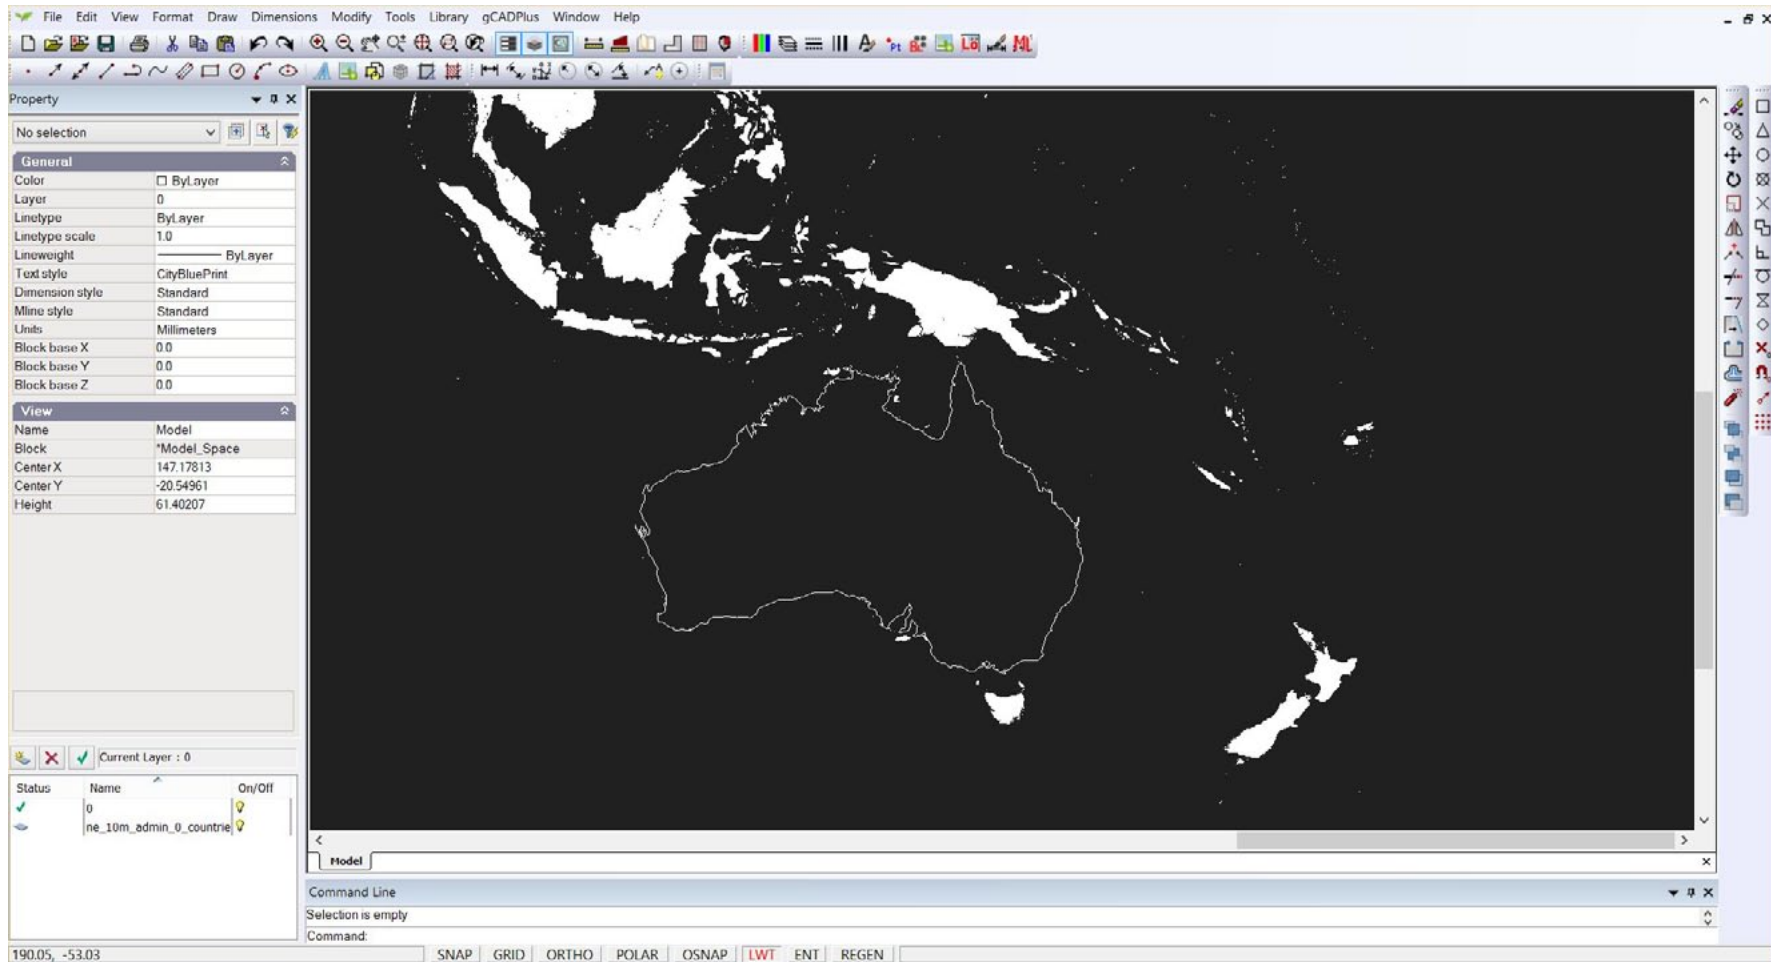 File Edit View Format Draw Dimensions Modify Tools Library gCADPlus Window Help
Property
No selection
General
Color ByLayer
Layer 0
Linetype ByLayer
Linetype scale 1.0
Lineweight ByLayer
Text style CityBluePrint
Dimension style Standard
Mline style Standard
Units Millimeters
Block base X 0.0
Block base Y 0.0
Block base Z 0.0
View
Name Model
Block *Model_Space
Center X 147.17813
Center Y -20.54961
Height 61.40207
Current Layer : 0
Status Name On/Off
0
ne_10m_admin_0_countrie
Model
Command Line
Selection is empty
Command:
190.05, -53.03 SNAP GRID ORTHO POLAR OSNAP LWT ENT REGEN